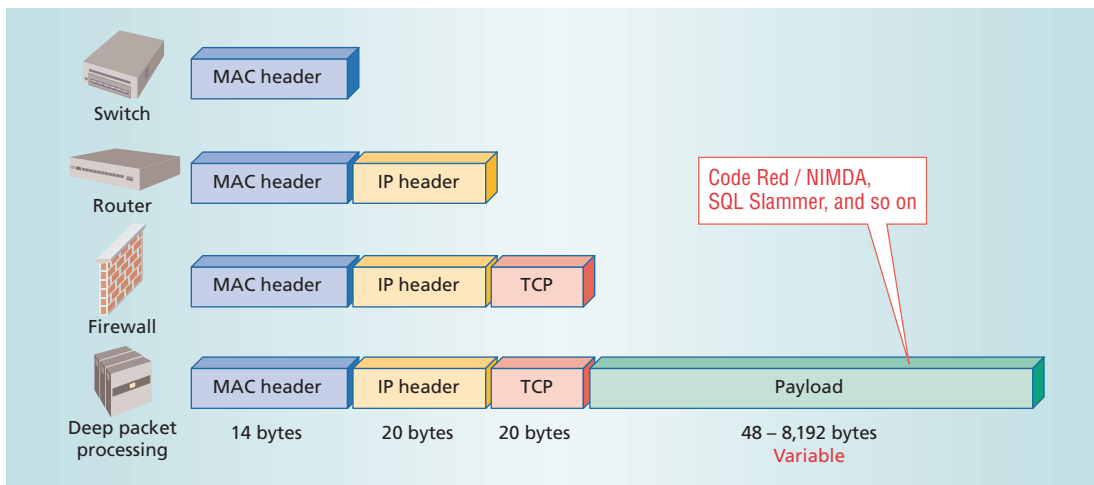 MAC header
Switch
MAC header IP header
Router
Code Red / NIMDA,
SQL Slammer, and so on
MAC header IP header TCP
Firewall
MAC header IP header TCP Payload
Deep packet
processing
14 bytes 20 bytes 20 bytes 48 – 8,192 bytes
Variable